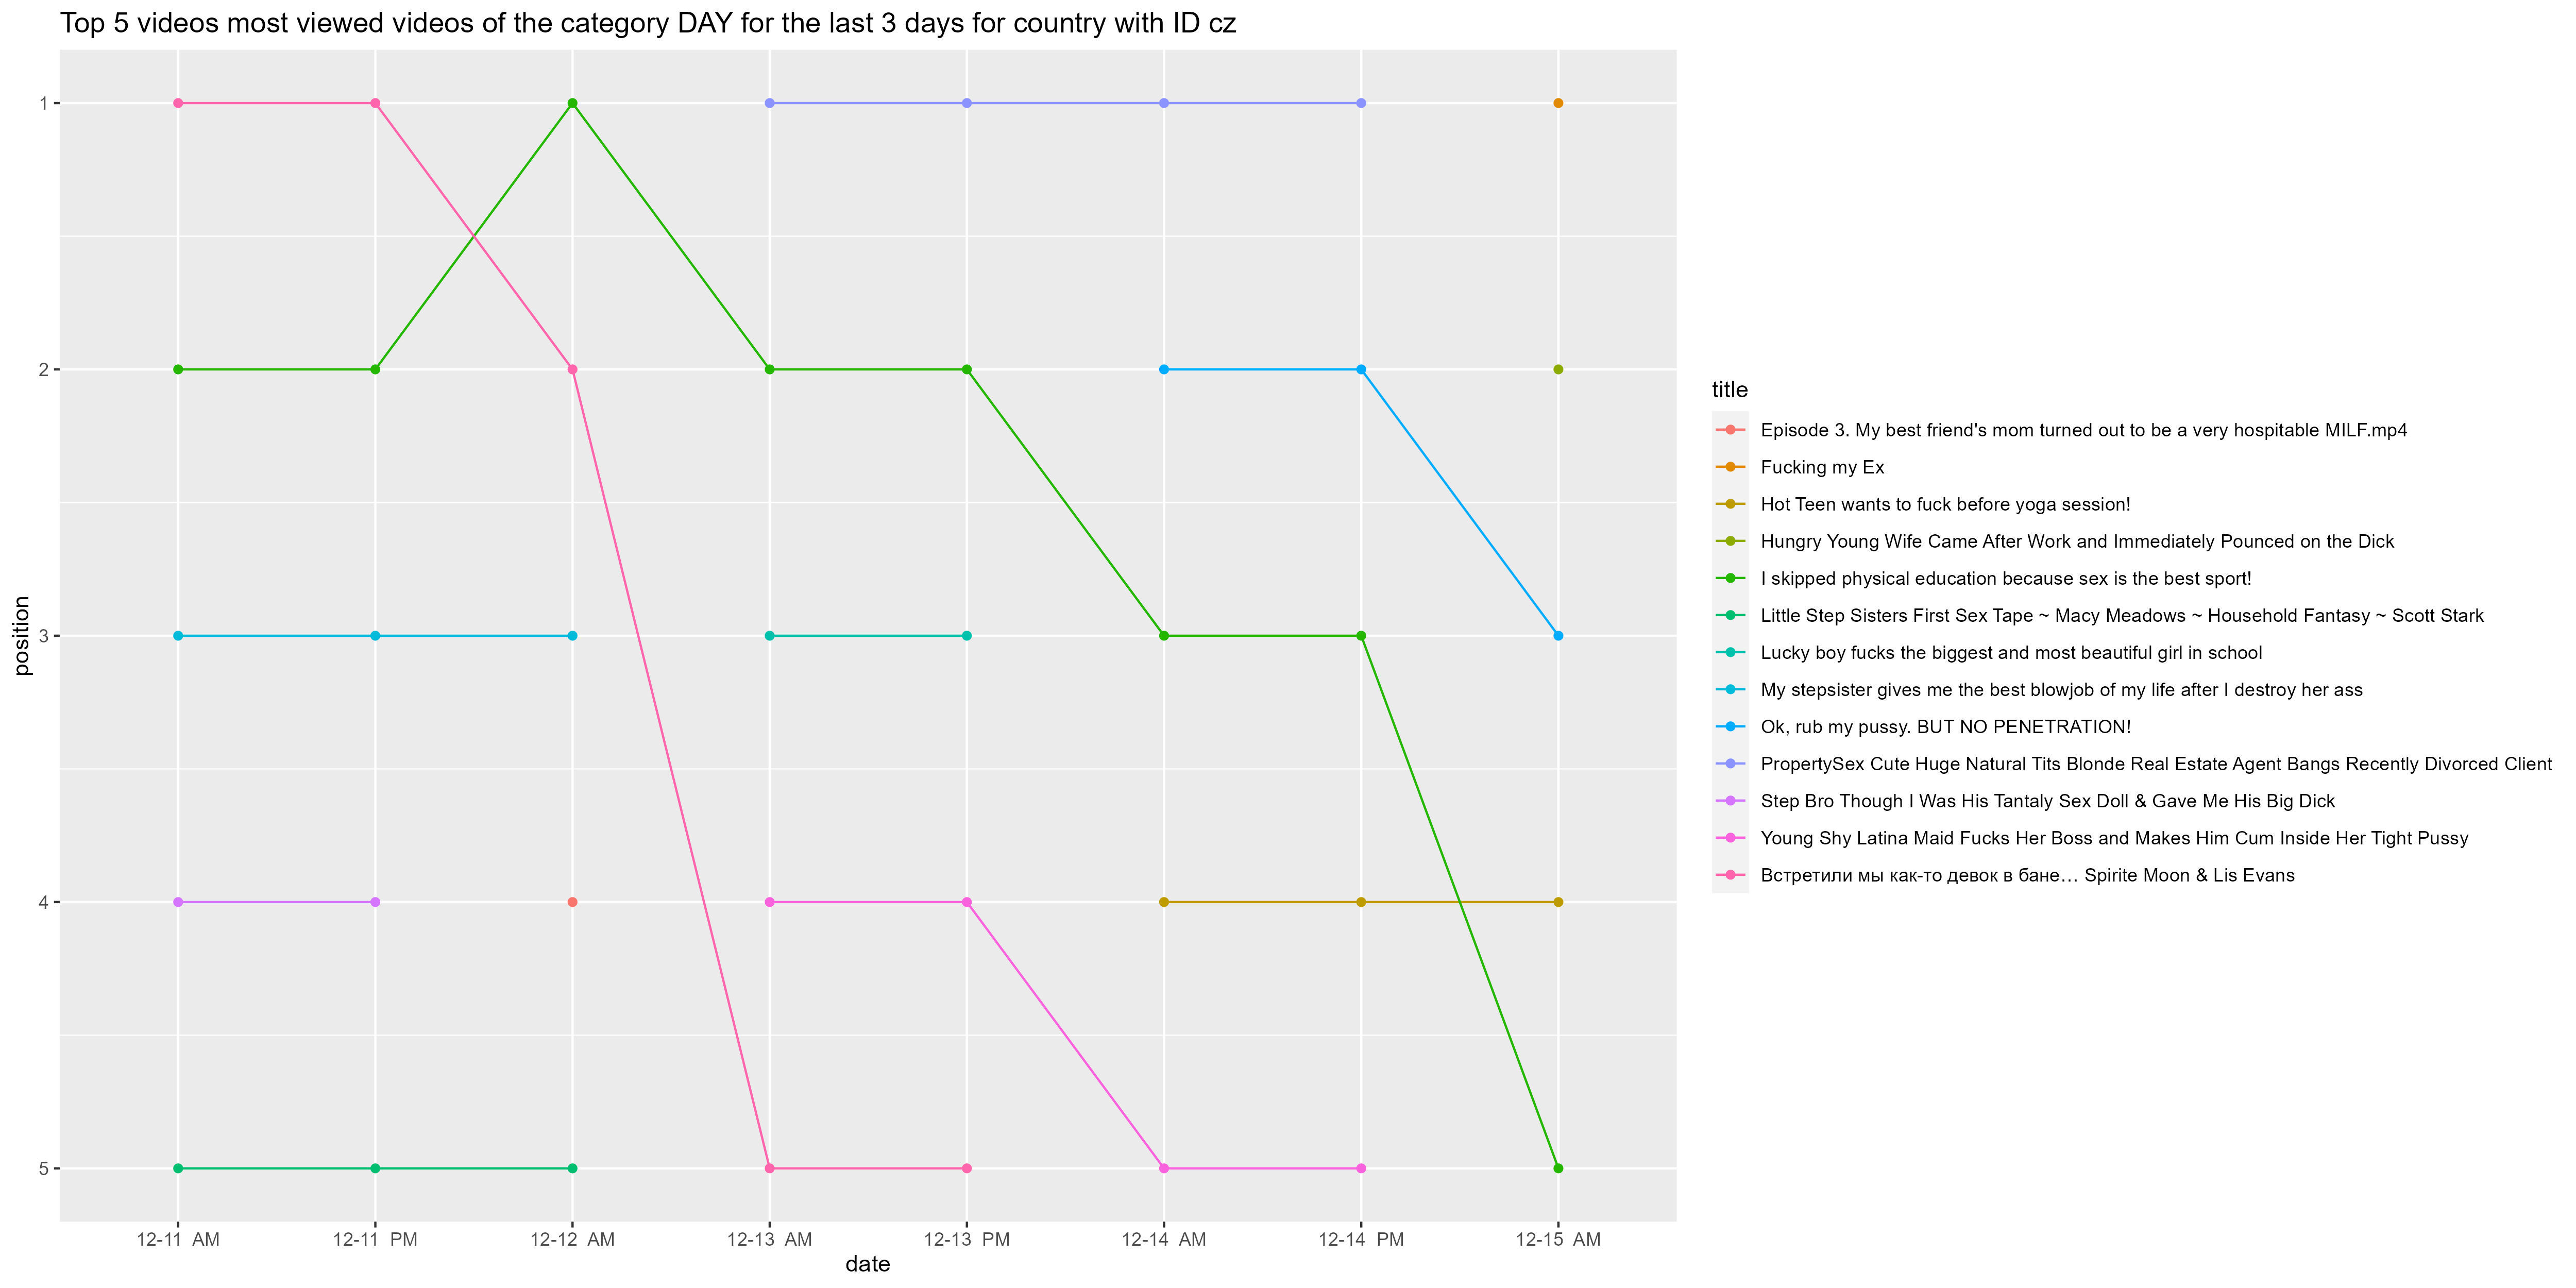 Top 5 videos most viewed videos of the category DAY for the last 3 days for country with ID cz
1
2
3
4
5
position
12-11 AM
12-11 PM
12-12 AM
12-13 AM
12-13 PM
12-14 AM
12-14 PM
12-15 AM
date
title
Episode 3. My best friend's mom turned out to be a very hospitable MILF.mp4
Fucking my Ex
Hot Teen wants to fuck before yoga session!
Hungry Young Wife Came After Work and Immediately Pounced on the Dick
I skipped physical education because sex is the best sport!
Little Step Sisters First Sex Tape ~ Macy Meadows ~ Household Fantasy ~ Scott Stark
Lucky boy fucks the biggest and most beautiful girl in school
My stepsister gives me the best blowjob of my life after I destroy her ass
Ok, rub my pussy. BUT NO PENETRATION!
PropertySex Cute Huge Natural Tits Blonde Real Estate Agent Bangs Recently Divorced Client
Step Bro Though I Was His Tantaly Sex Doll & Gave Me His Big Dick
Young Shy Latina Maid Fucks Her Boss and Makes Him Cum Inside Her Tight Pussy
Встретили мы как-то девок в бане… Spirite Moon & Lis Evans